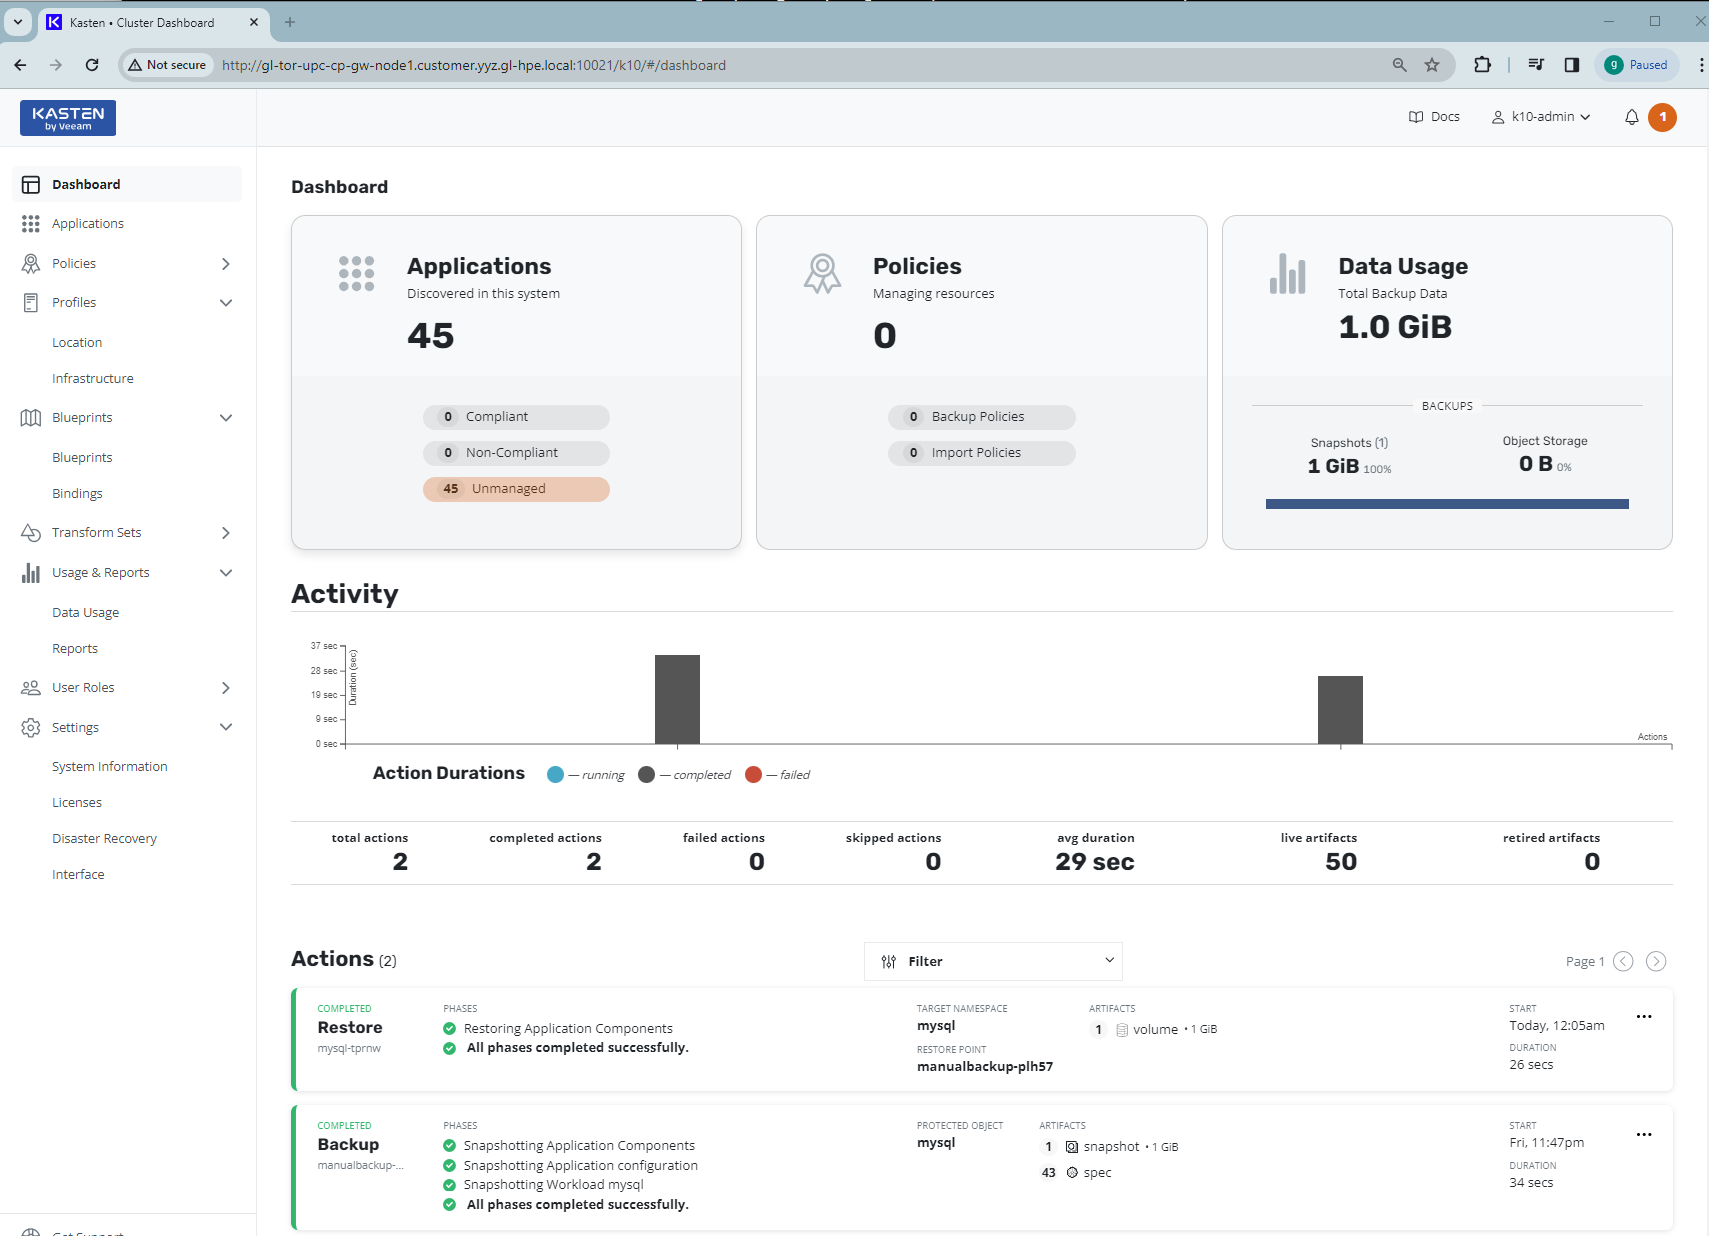 Kasten • Cluster Dashboard
Not secure
http://gl-tor-upc-cp-gw-node1.customer.yyz.gl-hpe.local:10021/k10/#/dashboard
g Paused
KASTEN
by Veeam
Docs
k10-admin
1
Dashboard
Applications
Policies
Profiles
Location
Infrastructure
Blueprints
Blueprints
Bindings
Transform Sets
Usage & Reports
Data Usage
Reports
User Roles
Settings
System Information
Licenses
Disaster Recovery
Interface
Get Support
Dashboard
Applications
Discovered in this system
45
0 Compliant
0 Non-Compliant
45 Unmanaged
Policies
Managing resources
0
0 Backup Policies
0 Import Policies
Data Usage
Total Backup Data
1.0 GiB
BACKUPS
Snapshots (1)
1 GiB 100%
Object Storage
0 B 0%
Activity
37 sec
28 sec
19 sec
9 sec
0 sec
Duration (sec)
Actions
Action Durations
— running
— completed
— failed
total actions
2
completed actions
2
failed actions
0
skipped actions
0
avg duration
29 sec
live artifacts
50
retired artifacts
0
Actions (2)
Filter
Page 1
COMPLETED
Restore
mysql-tprnw
PHASES
Restoring Application Components
All phases completed successfully.
TARGET NAMESPACE
mysql
RESTORE POINT
manualbackup-plh57
ARTIFACTS
1 volume • 1 GiB
START
Today, 12:05am
DURATION
26 secs
COMPLETED
Backup
manualbackup-...
PHASES
Snapshotting Application Components
Snapshotting Application configuration
Snapshotting Workload mysql
All phases completed successfully.
PROTECTED OBJECT
mysql
ARTIFACTS
1 snapshot • 1 GiB
43 spec
START
Fri, 11:47pm
DURATION
34 secs